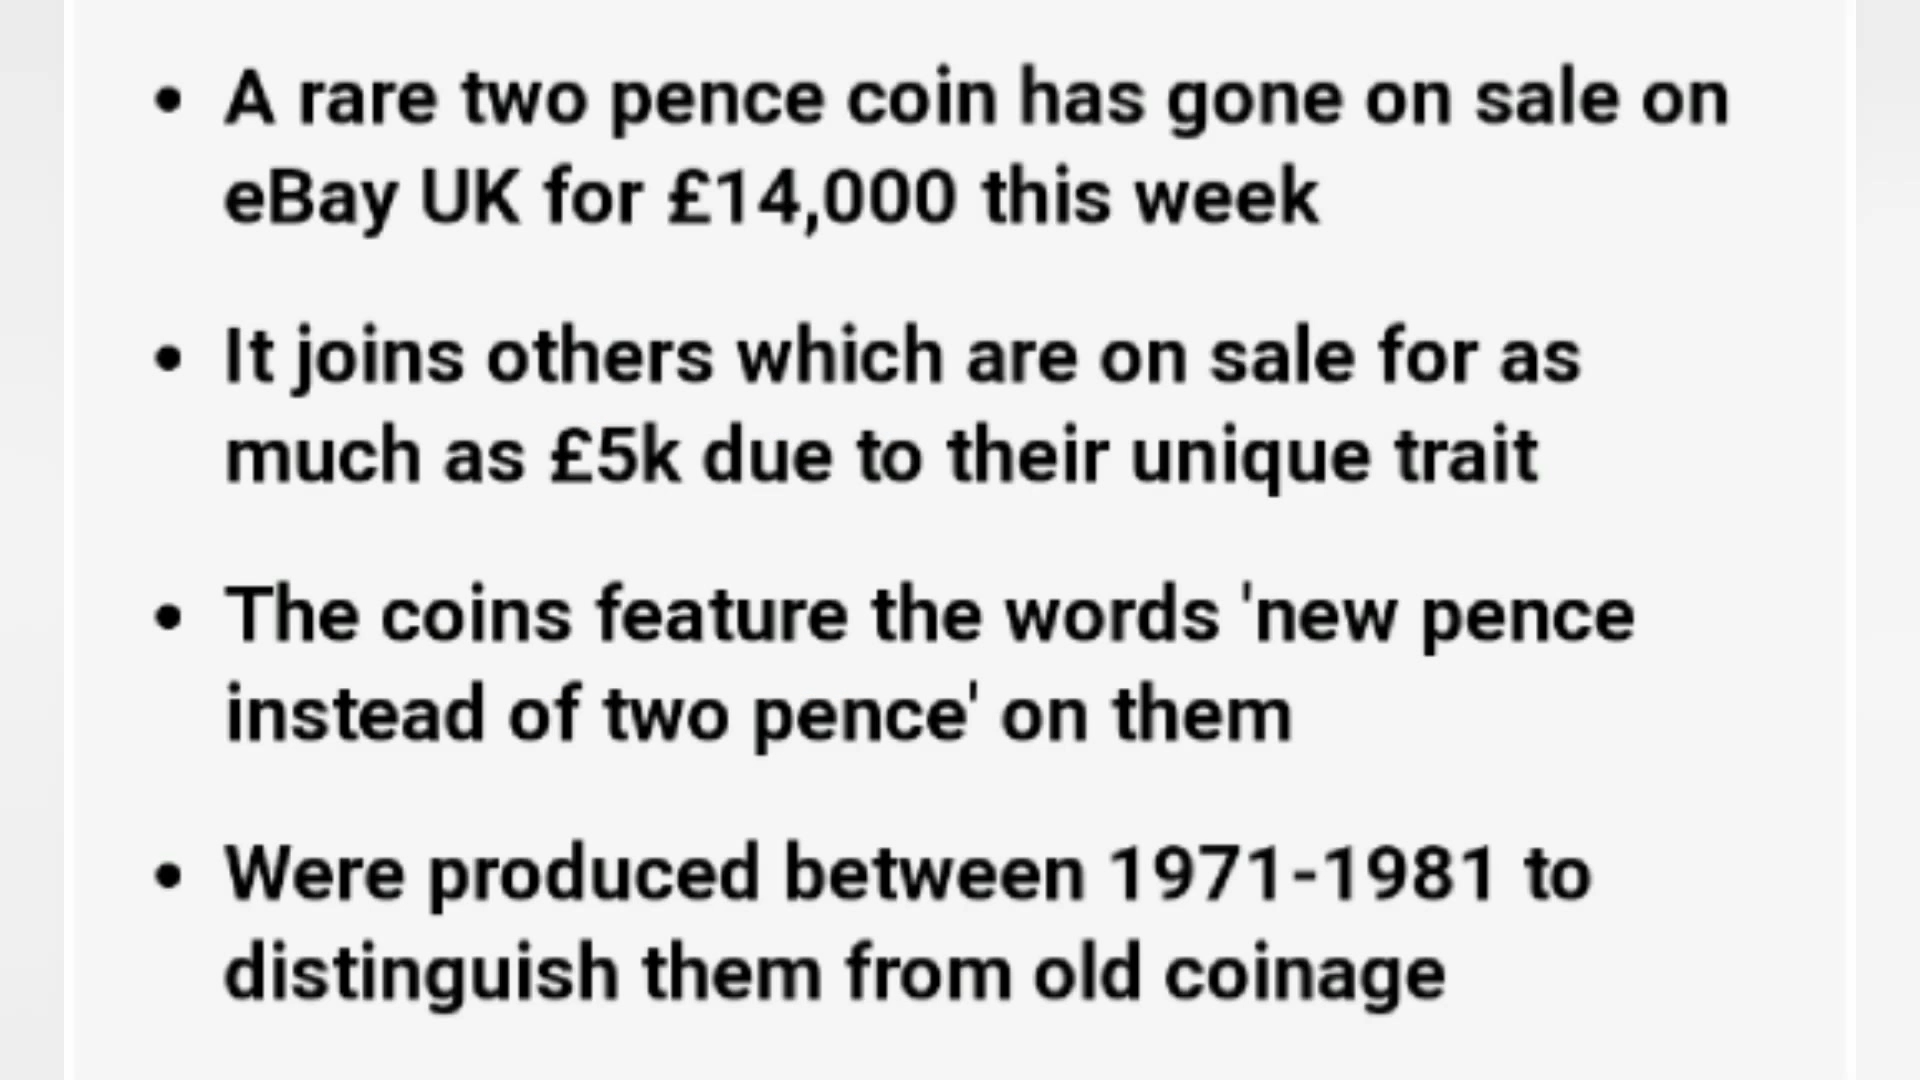 • A rare two pence coin has gone on sale on
eBay UK for £14,000 this week
• It joins others which are on sale for as
much as £5k due to their unique trait
• The coins feature the words 'new pence
instead of two pence' on them
• Were produced between 1971-1981 to
distinguish them from old coinage